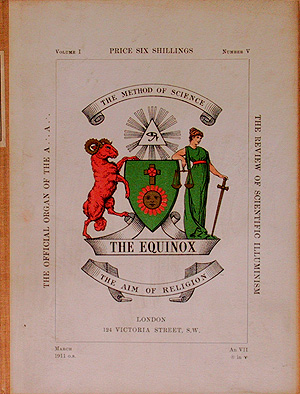 VOLUME I PRICE SIX SHILLINGS NUMBER V
THE METHOD OF SCIENCE
THE OFFICIAL ORGAN OF THE A∴A∴
THE REVIEW OF SCIENTIFIC ILLUMINISM
THE EQUINOX
THE AIM OF RELIGION
LONDON
124 VICTORIA STREET, S.W.
MARCH AN VII
1911 O.S. ☉ in ♈